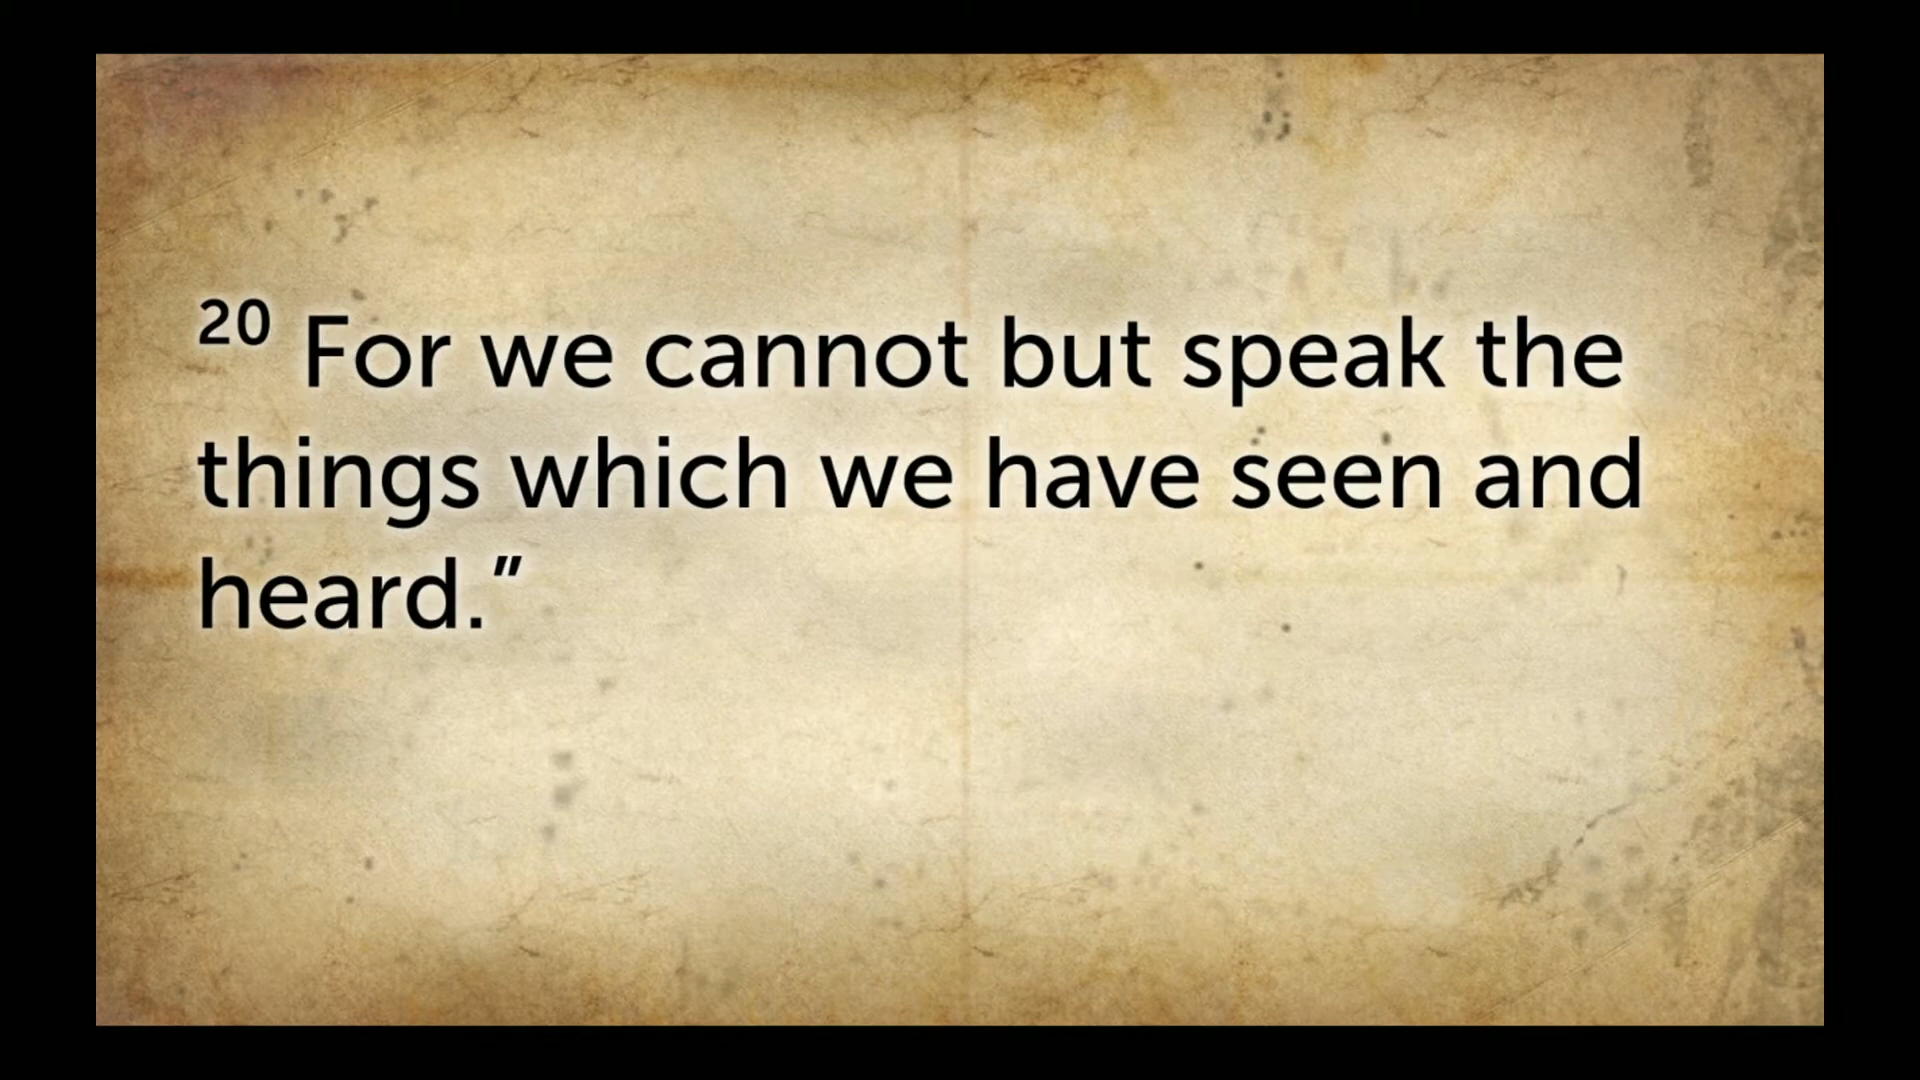 20 For we cannot but speak the
things which we have seen and
heard.”